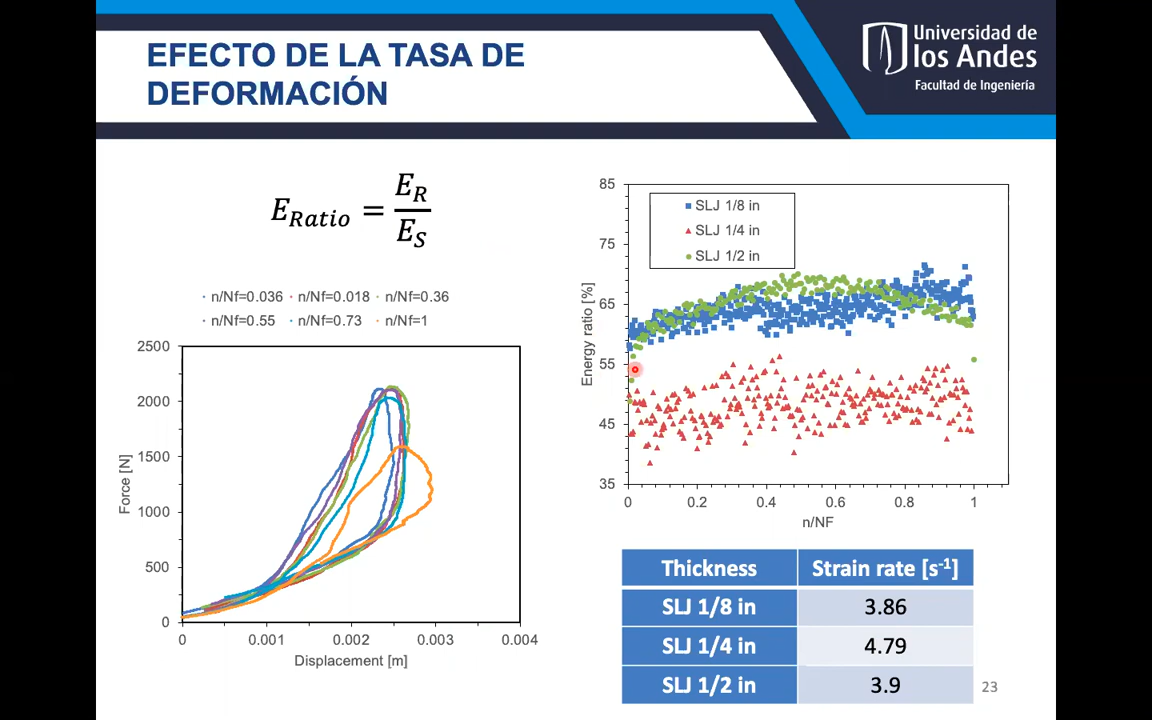 EFECTO DE LA TASA DE
DEFORMACIÓN
Universidad de
los Andes
Facultad de Ingeniería
E_Ratio = E_R / E_S
n/Nf=0.036 n/Nf=0.018 n/Nf=0.36
n/Nf=0.55 n/Nf=0.73 n/Nf=1
2500
2000
1500
1000
500
0
Force [N]
0 0.001 0.002 0.003 0.004
Displacement [m]
85
75
65
55
45
35
Energy ratio [%]
SLJ 1/8 in
SLJ 1/4 in
SLJ 1/2 in
0 0.2 0.4 0.6 0.8 1
n/NF
Thickness Strain rate [s-1]
SLJ 1/8 in 3.86
SLJ 1/4 in 4.79
SLJ 1/2 in 3.9
23